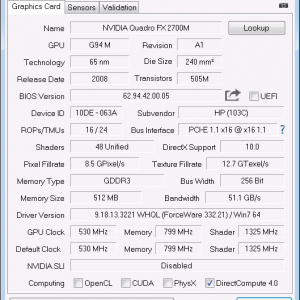 Graphics Card Sensors Validation
Name NVIDIA Quadro FX 2700M Lookup
GPU G94 M Revision A1
Technology 65 nm Die Size 240 mm²
Release Date 2008 Transistors 505M
BIOS Version 62.94.42.00.05 UEFI
Device ID 10DE - 063A Subvendor HP (103C)
ROPs/TMUs 16 / 24 Bus Interface PCI-E 1.1 x16 @ x16 1.1 ?
Shaders 48 Unified DirectX Support 10.0
Pixel Fillrate 8.5 GPixel/s Texture Fillrate 12.7 GTexel/s
Memory Type GDDR3 Bus Width 256 Bit
Memory Size 512 MB Bandwidth 51.1 GB/s
Driver Version 9.18.13.3221 WHQL (ForceWare 332.21) / Win7 64
GPU Clock 530 MHz Memory 799 MHz Shader 1325 MHz
Default Clock 530 MHz Memory 799 MHz Shader 1325 MHz
NVIDIA SLI Disabled
Computing OpenCL CUDA PhysX DirectCompute 4.0